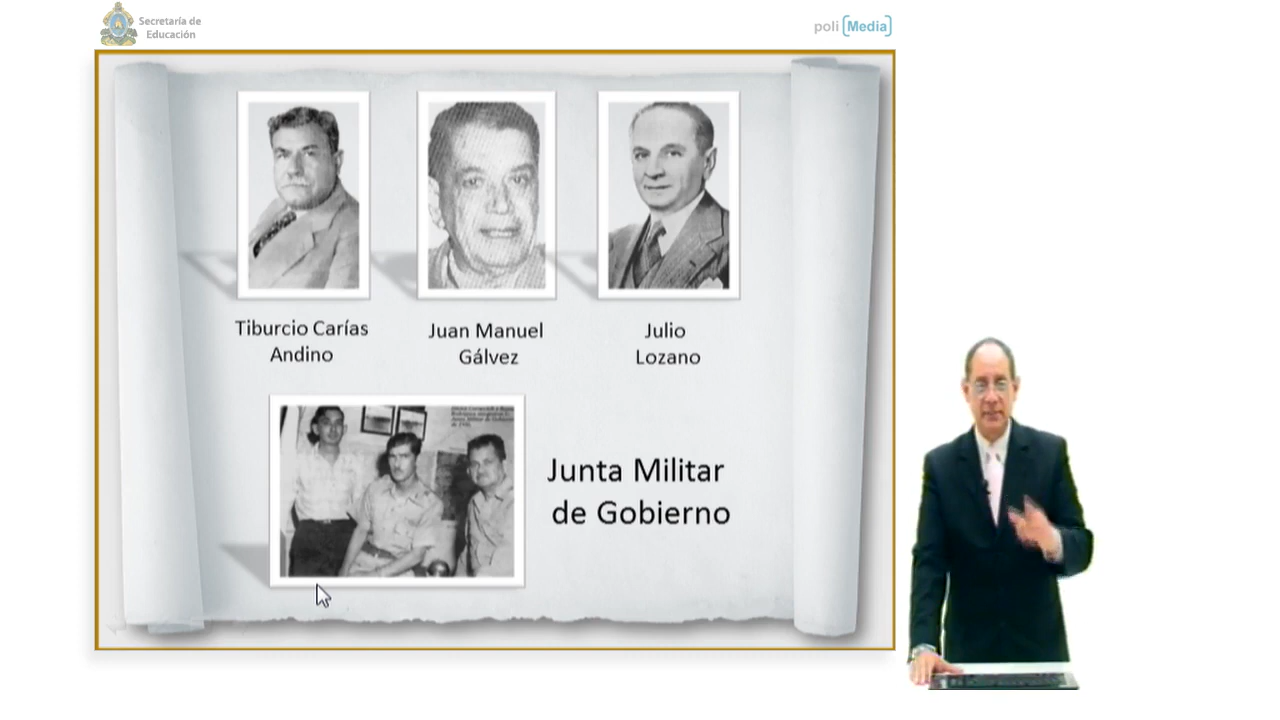 Secretaría de
Educación
poli[Media]
Tiburcio Carías
Andino
Juan Manuel
Gálvez
Julio
Lozano
Junta Militar
de Gobierno